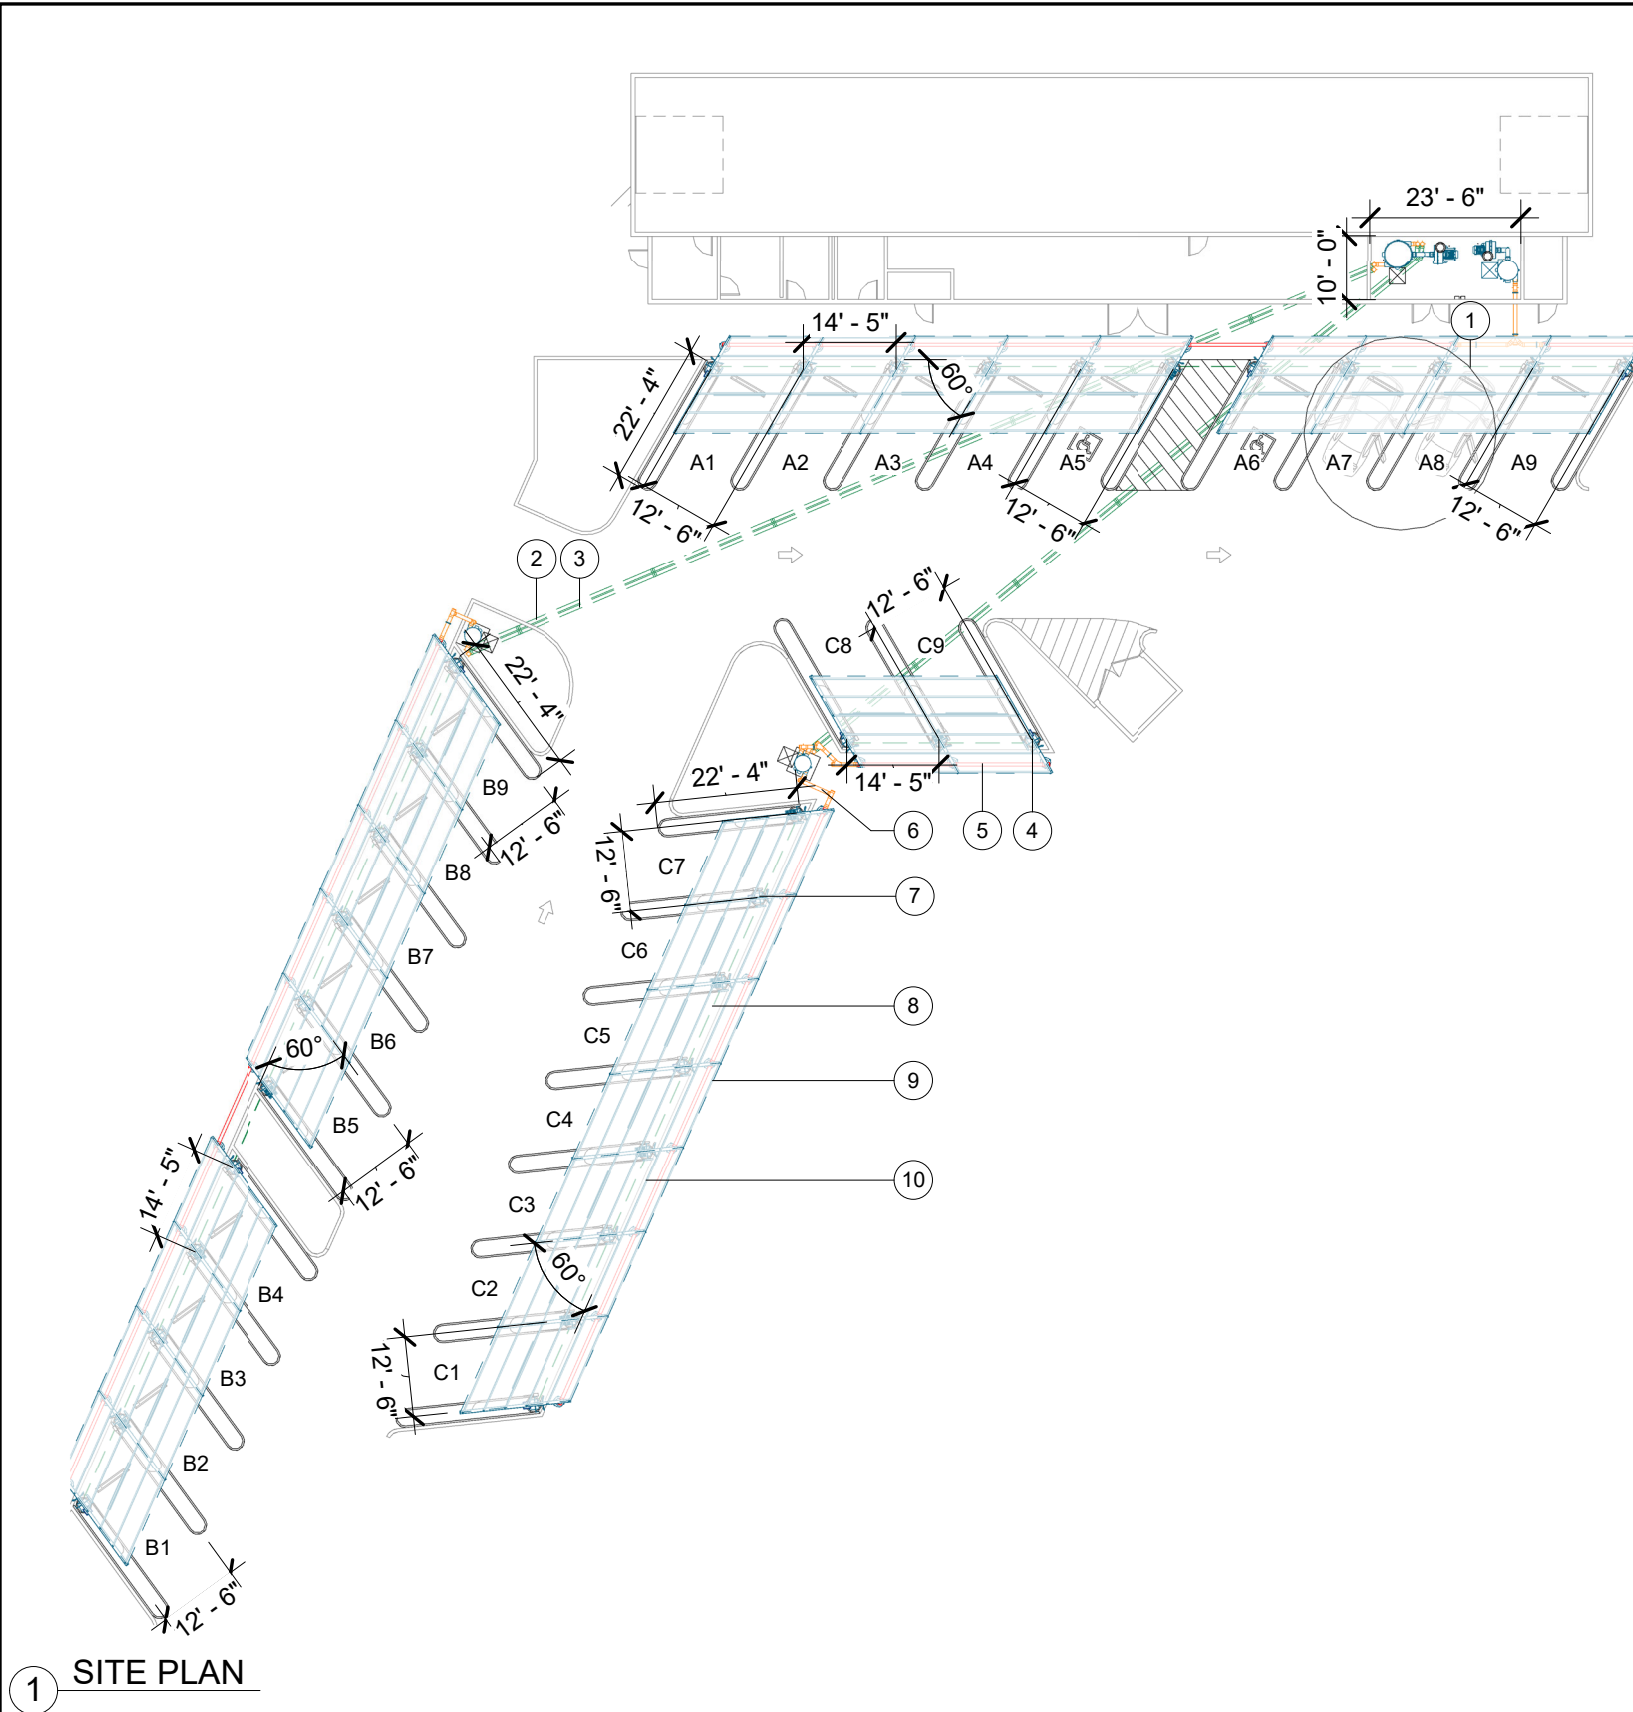 23' - 6"
10' - 0"
1
14' - 5"
60°
22' - 4"
A1
A2
A3
A4
A5
A6
A7
A8
A9
12' - 6"
12' - 6"
12' - 6"
2
3
12' - 6"
C8
C9
22' - 4"
22' - 4"
14' - 5"
B9
12' - 6"
6
5
4
B8
C7
12' - 6"
7
B7
C6
8
B6
C5
60°
9
B5
C4
12' - 6"
10
14' - 5"
C3
B4
60°
C2
B3
C1
12' - 6"
B2
B1
12' - 6"
1 SITE PLAN